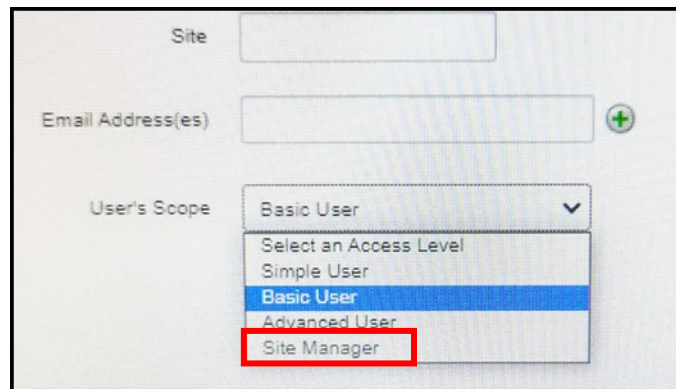 Site
Email Address(es)
User's Scope
Basic User
Select an Access Level
Simple User
Basic User
Advanced User
Site Manager